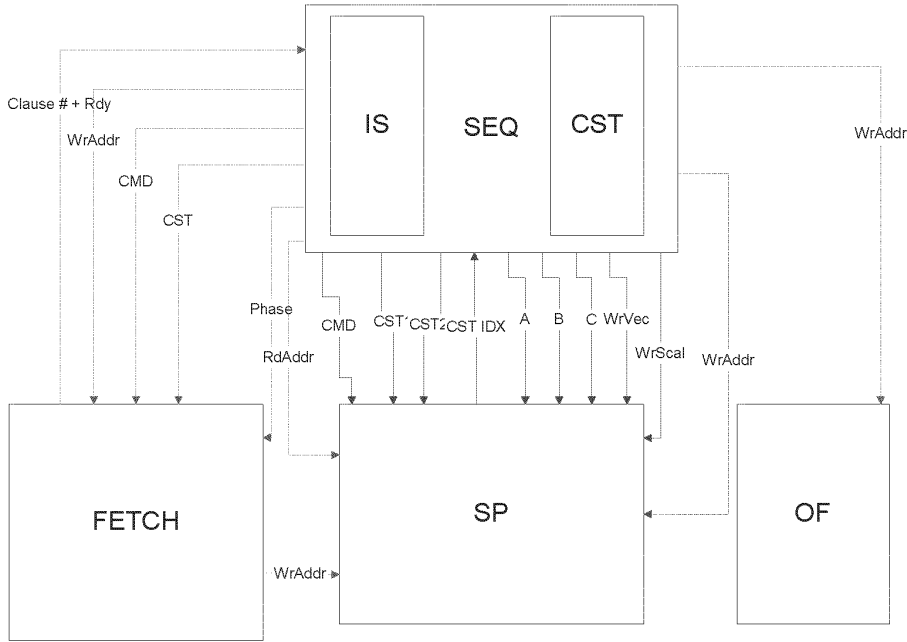 Clause # + Rdy
IS
SEQ
CST
WrAddr
WrAddr
CMD
CST
Phase
CMD
CST1
CST2
CST IDX
A
B
C
WrVec
RdAddr
WrScal
WrAddr
FETCH
SP
OF
WrAddr